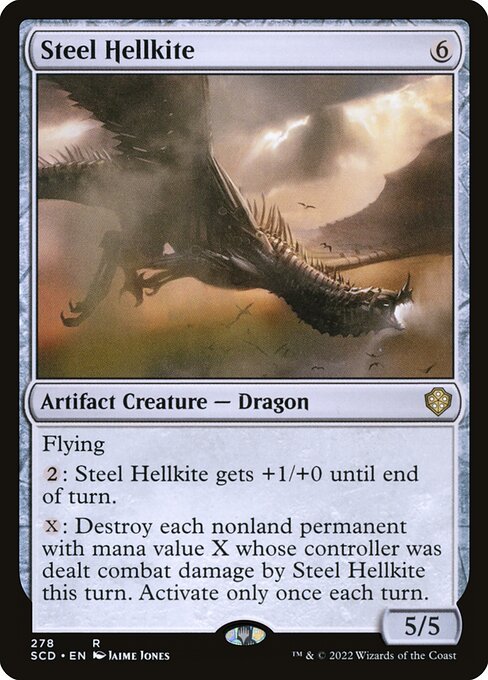 Steel Hellkite 6
Artifact Creature — Dragon
Flying
2: Steel Hellkite gets +1/+0 until end
of turn.
X: Destroy each nonland permanent
with mana value X whose controller was
dealt combat damage by Steel Hellkite
this turn. Activate only once each turn.
5/5
278 R
SCD • EN Jaime Jones
™ & © 2022 Wizards of the Coast